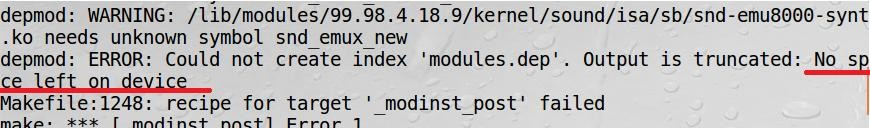 depmod: WARNING: /lib/modules/99.98.4.18.9/kernel/sound/isa/sb/snd-emu8000-synt
.ko needs unknown symbol snd_emux_new
depmod: ERROR: Could not create index 'modules.dep'. Output is truncated: No sp
ce left on device
Makefile:1248: recipe for target '_modinst_post' failed
make: *** [_modinst_post] Error 1